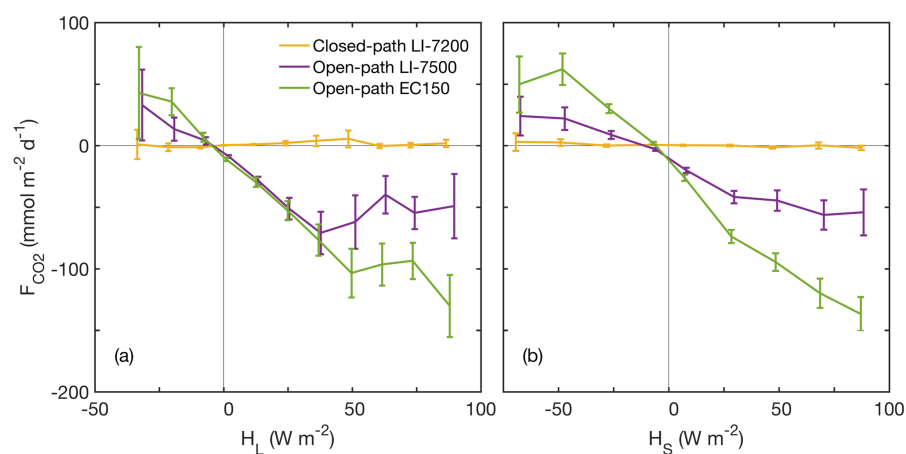 100
0
-100
-200
F_CO2 (mmol m⁻² d⁻¹)
Closed-path LI-7200
Open-path LI-7500
Open-path EC150
(a)
(b)
-50
0
50
100
-50
0
50
100
H_L (W m⁻²)
H_S (W m⁻²)